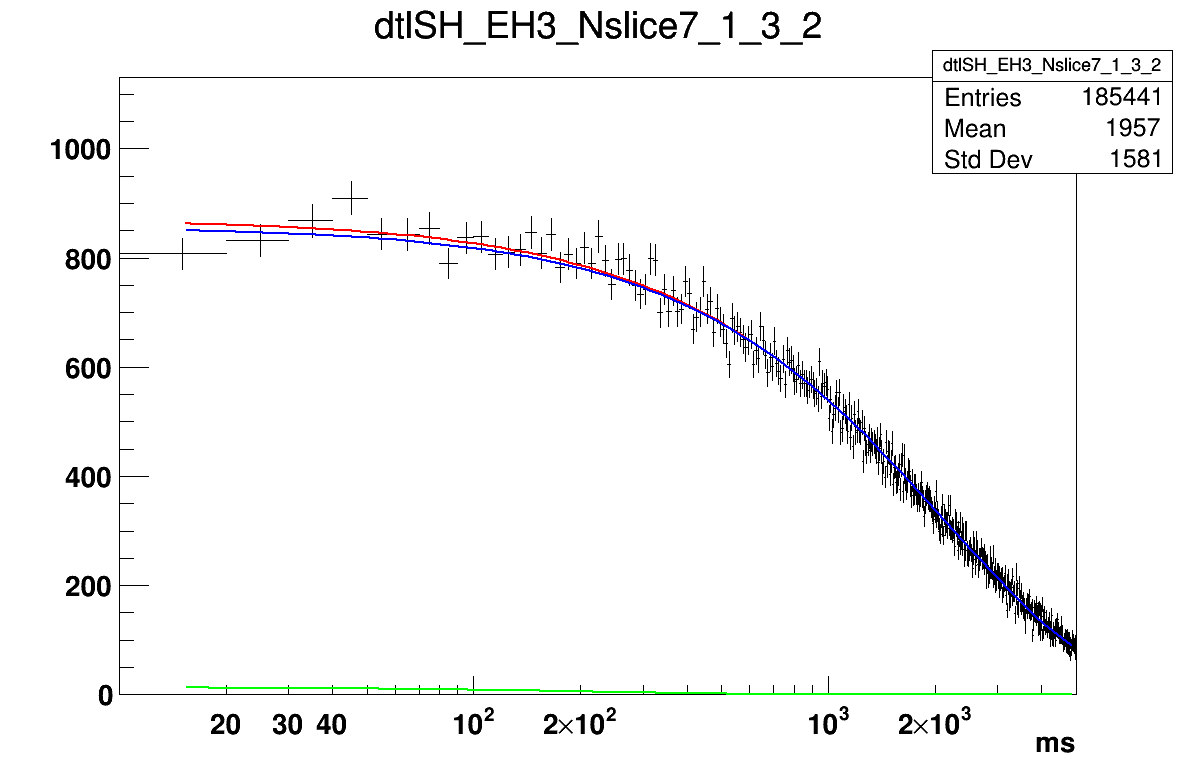 dtlSH_EH3_Nslice7_1_3_2
dtlSH_EH3_Nslice7_1_3_2
Entries 185441
Mean 1957
Std Dev 1581
1000
800
600
400
200
0
20 30 40 10² 2×10² 10³ 2×10³
ms